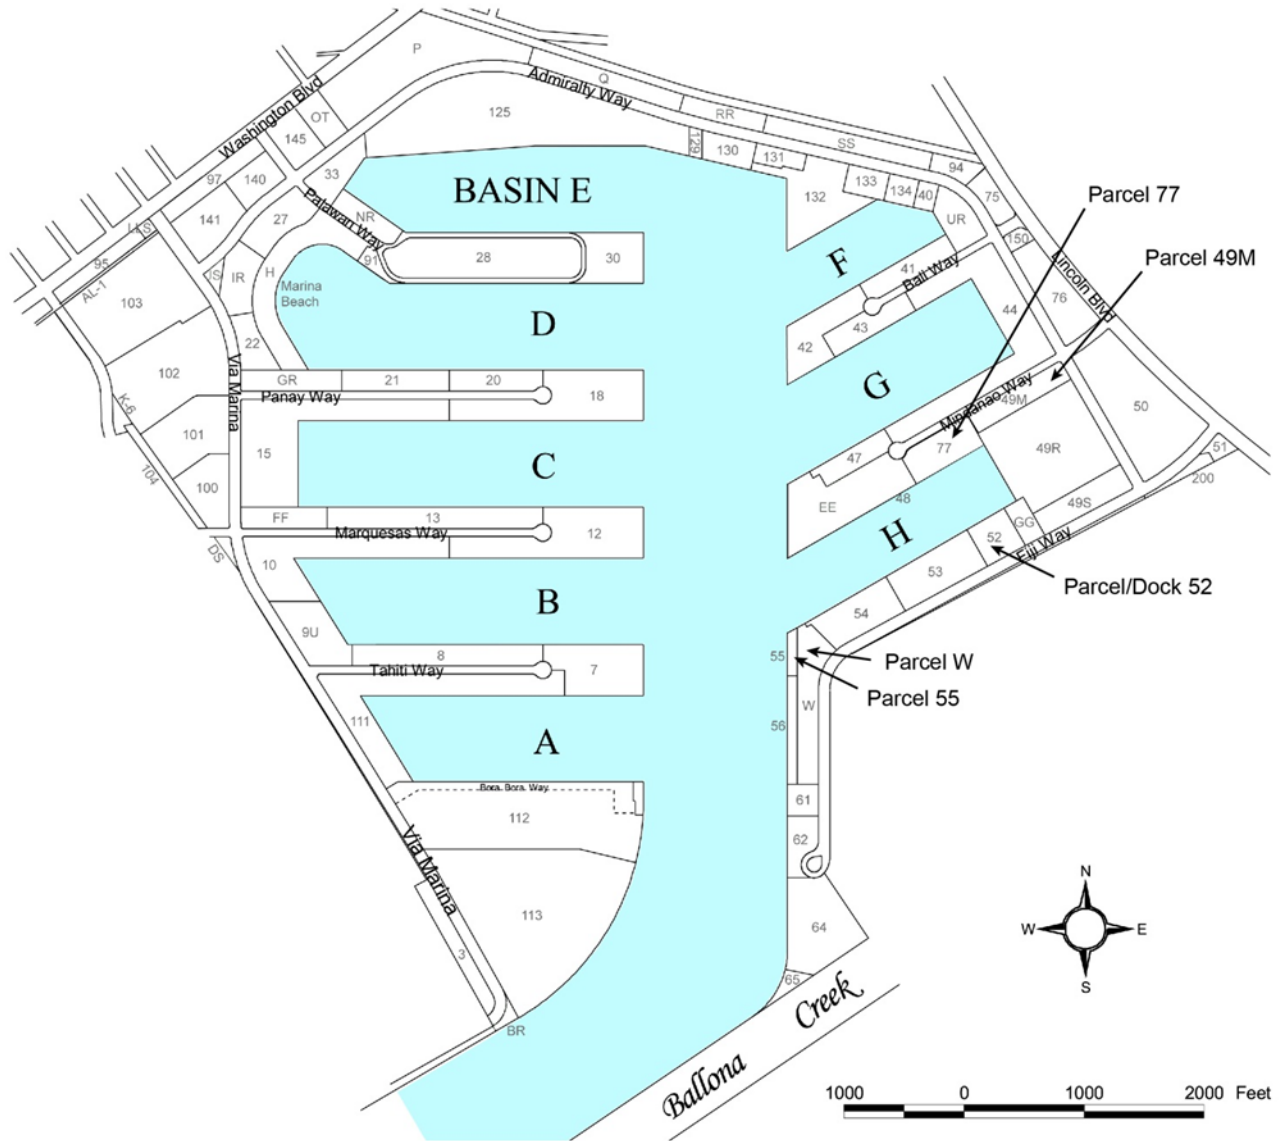 P
Q
Admiralty Way
Washington Blvd
OT
145
125
RR
SS
129
130
131
94
97
140
33
133
134
40
75
132
Parcel 77
BASIN E
141
27
Palawan Way
NR
UR
LLS
150
Parcel 49M
95
AL-1
103
IS
IR
H
91
28
30
F
41
Ball Way
Lincoln Blvd
76
Marina
Beach
D
43
42
44
22
Via Marina
102
GR
21
20
18
G
Panay Way
Mindanao Way
49M
50
K-6
101
15
C
47
77
49R
51
104
100
200
EE
48
49S
FF
13
12
GG
Marquesas Way
H
52
Fiji Way
DS
10
53
Parcel/Dock 52
B
54
9U
8
7
55
Parcel W
Tahiti Way
Parcel 55
111
A
56
W
Bora Bora Way
112
61
62
Via Marina
N
113
64
W
E
3
65
S
BR
Creek
Ballona
1000
0
1000
2000
Feet